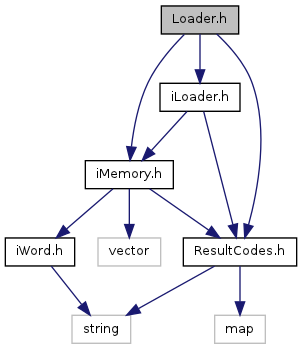 Loader.h
iLoader.h
iMemory.h
iWord.h
vector
ResultCodes.h
string
map